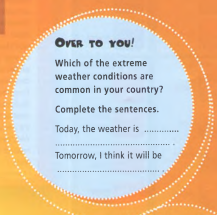 OVER TO YOU!
Which of the extreme
weather conditions are
common in your country?
Complete the sentences.
Today, the weather is ..............
........................................ .
Tomorrow, I think it will be
.................................... .